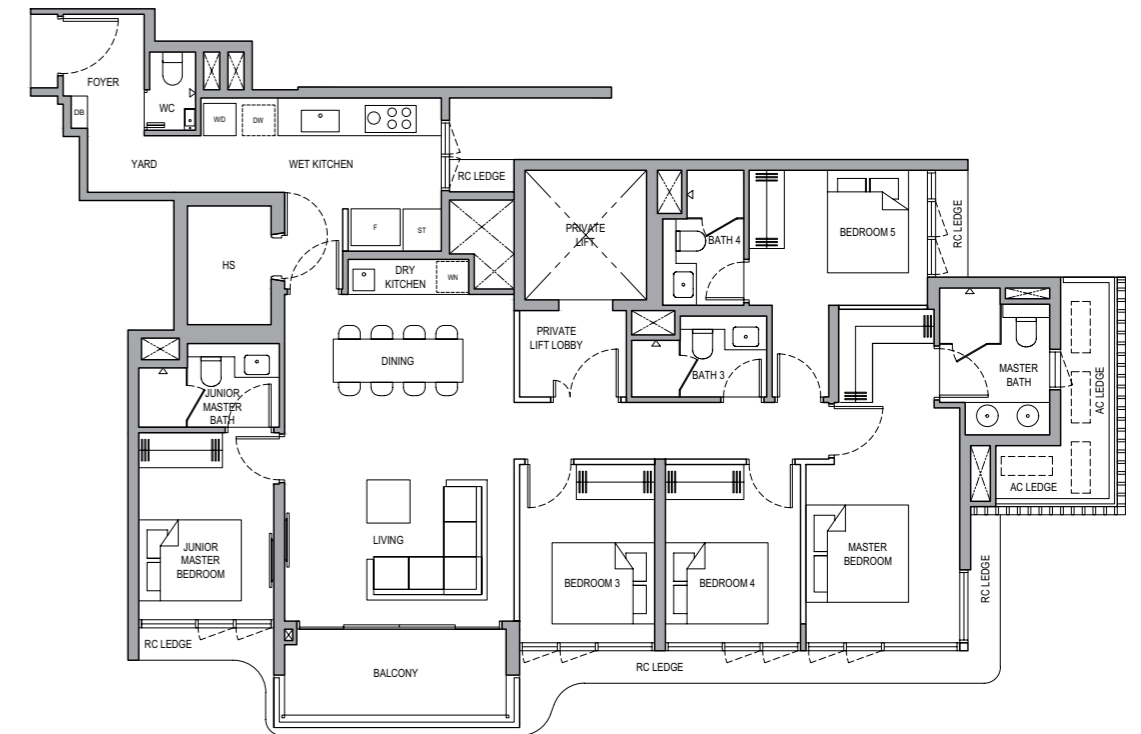 FOYER
DB
WC
W/D
DW
YARD
WET KITCHEN
RC LEDGE
F
ST
HS
DRY
KITCHEN
WN
PRIVATE
LIFT
BATH 4
BEDROOM 5
RC LEDGE
PRIVATE
LIFT LOBBY
BATH 3
DINING
JUNIOR
MASTER
BATH
MASTER
BATH
AC LEDGE
AC LEDGE
LIVING
JUNIOR
MASTER
BEDROOM
BEDROOM 3
BEDROOM 4
MASTER
BEDROOM
RC LEDGE
RC LEDGE
BALCONY
RC LEDGE